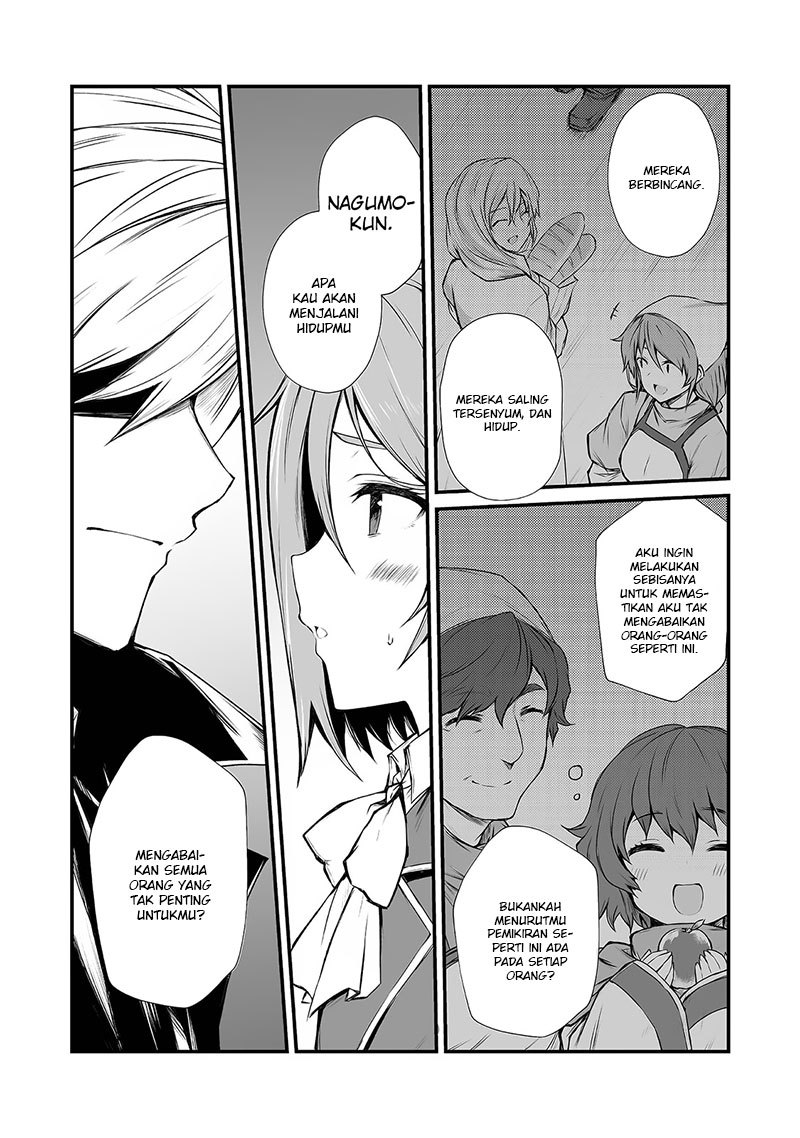 MEREKA
BERBINCANG.
MEREKA SALING
TERSENYUM, DAN
HIDUP.
AKU INGIN
MELAKUKAN
SEBISANYA
UNTUK MEMAS-
TIKAN AKU TAK
MENGABAIKAN
ORANG-ORANG
SEPERTI INI.
BUKANKAH
MENURUTMU
PEMIKIRAN SE-
PERTI INI ADA
PADA SETIAP
ORANG?
NAGUMO-
KUN.
APA
KAU AKAN
MENJALANI
HIDUPMU
MENGABAI-
KAN SEMUA
ORANG YANG
TAK PENTING
UNTUKMU?